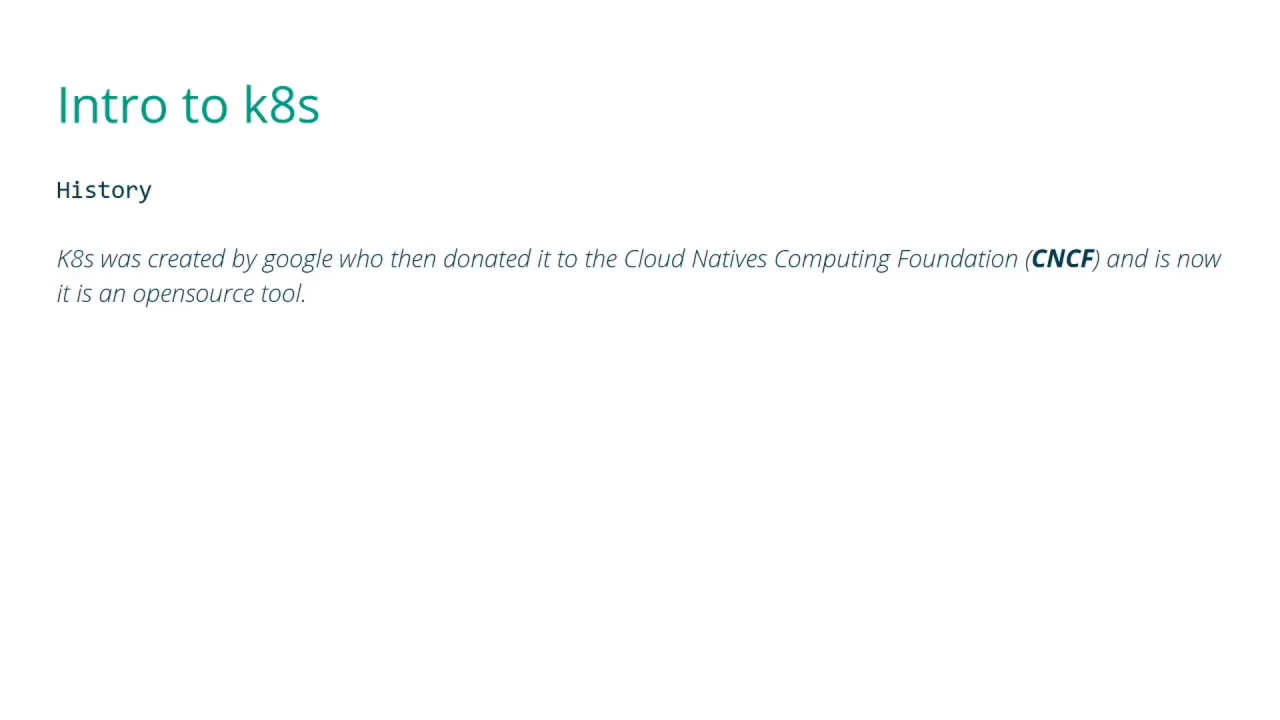 Intro to k8s
History
K8s was created by google who then donated it to the Cloud Natives Computing Foundation (CNCF) and is now
it is an opensource tool.